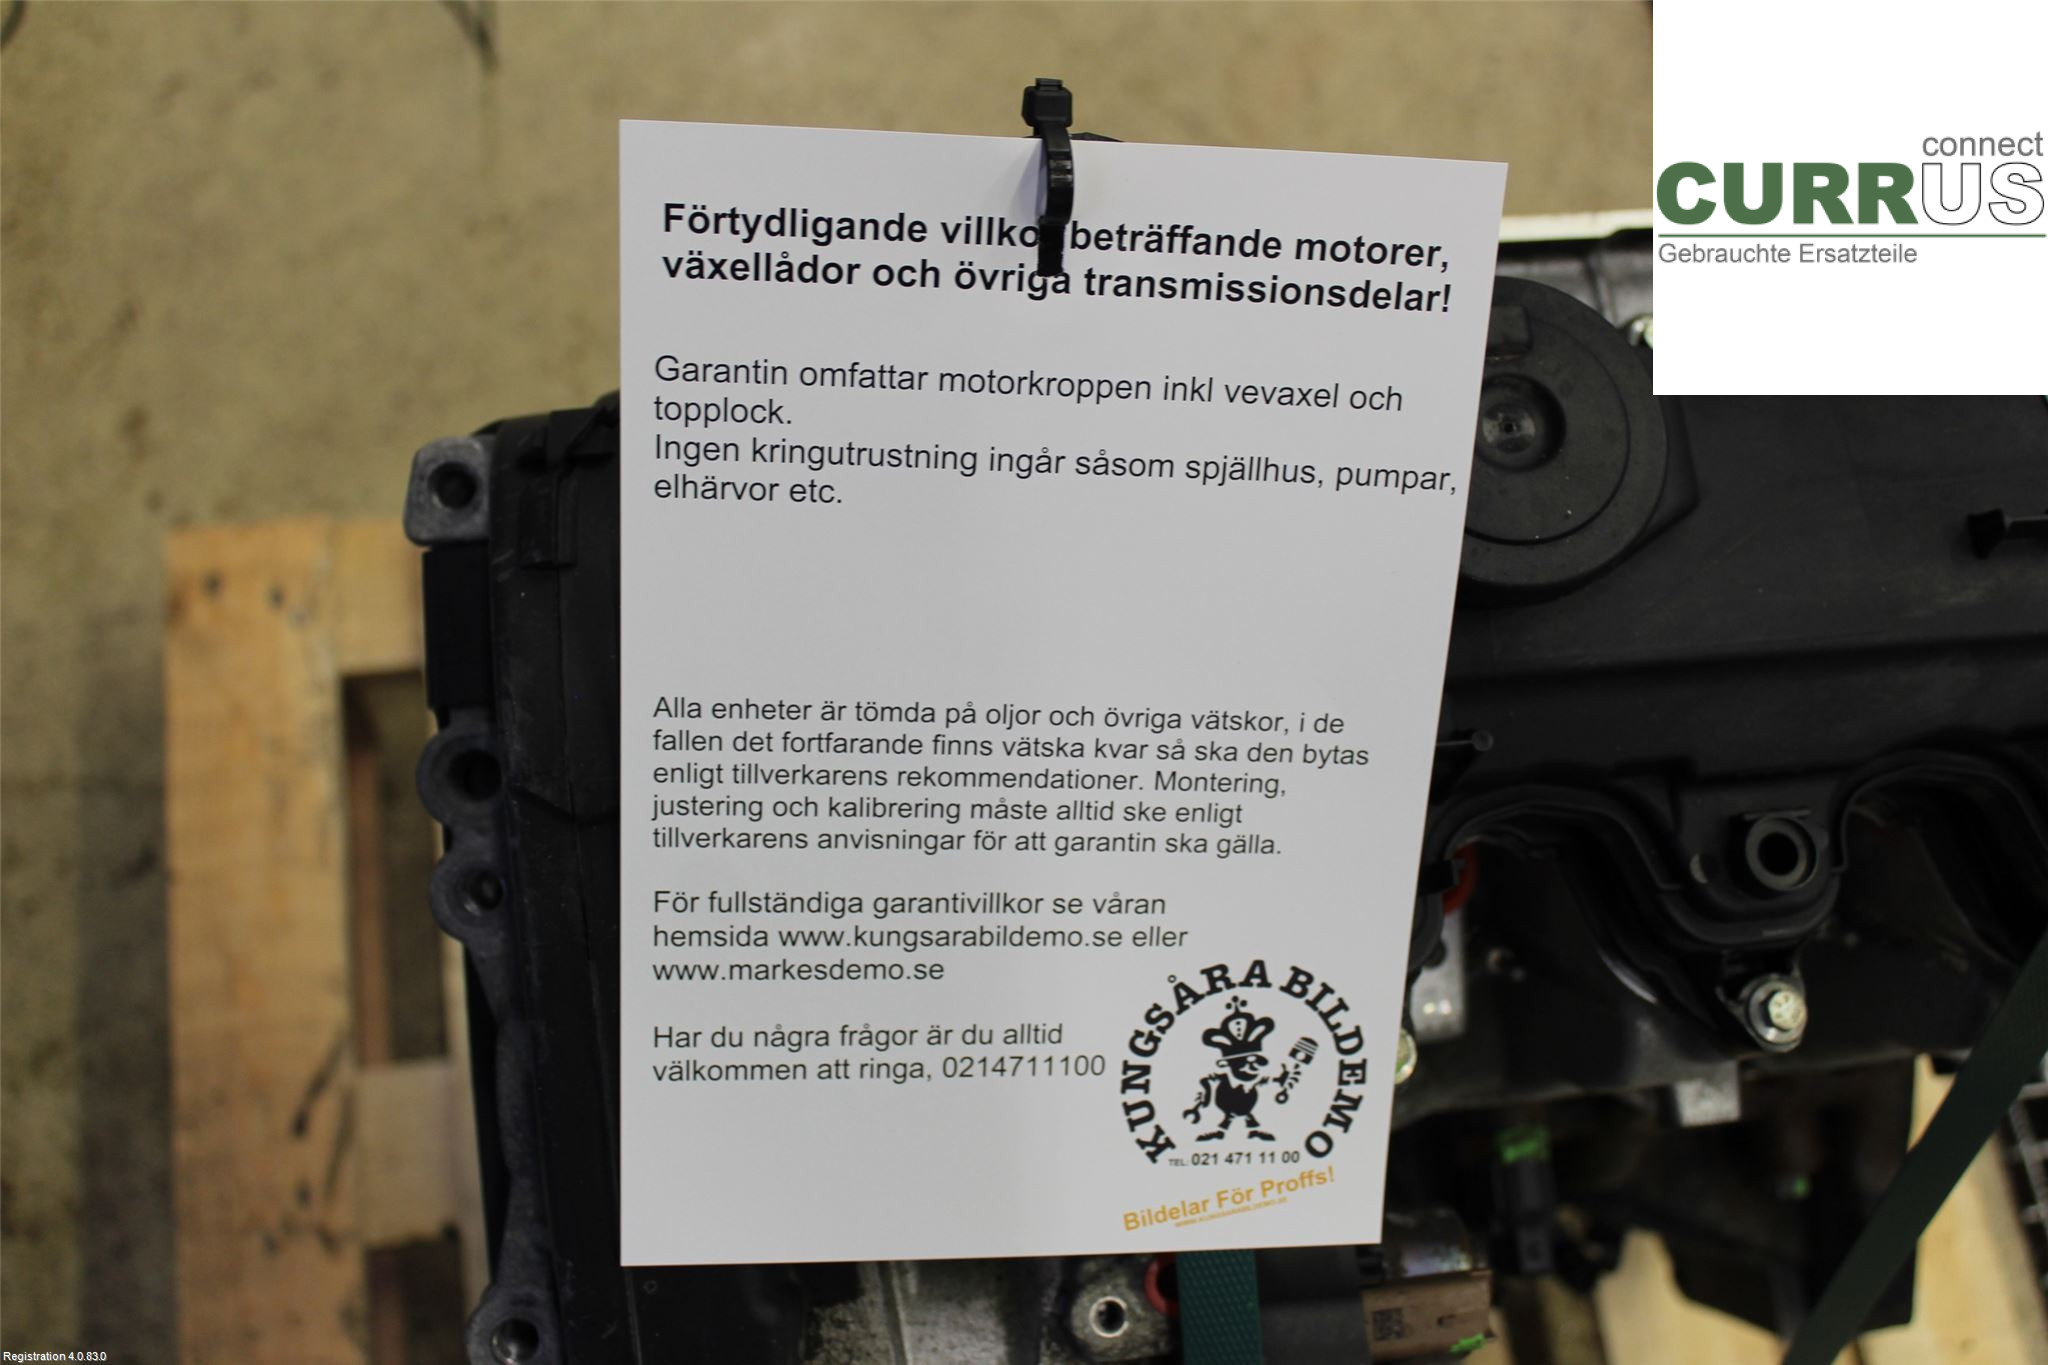 connect
CURRUS
Gebrauchte Ersatzteile
Förtydligande villkor beträffande motorer,
växellådor och övriga transmissionsdelar!
Garantin omfattar motorkroppen inkl vevaxel och
topplock.
Ingen kringutrustning ingår såsom spjällhus, pumpar,
elhärvor etc.
Alla enheter är tömda på oljor och övriga vätskor, i de
fallen det fortfarande finns vätska kvar så ska den bytas
enligt tillverkarens rekommendationer. Montering,
justering och kalibrering måste alltid ske enligt
tillverkarens anvisningar för att garantin ska gälla.
För fullständiga garantivillkor se våran
hemsida www.kungsarabildemo.se eller
www.markesdemo.se
Har du några frågor är du alltid
välkommen att ringa, 0214711100
KUNGSÅRA BILDEMO
TEL: 021 471 11 00
Bildelar För Proffs!
WWW.KUNGSARABILDEMO.SE
Registration 4.0.83.0